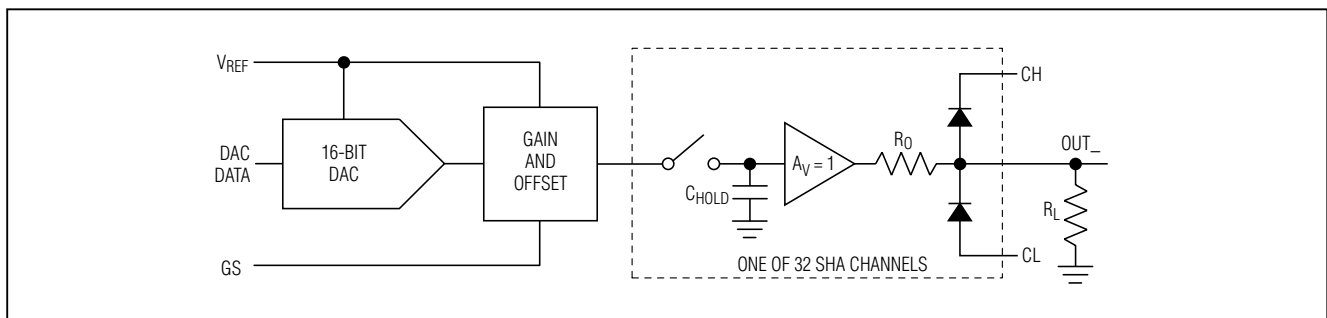 VREF
CH
DAC
DATA
16-BIT
DAC
GAIN
AND
OFFSET
CHOLD
AV = 1
RO
OUT_
RL
GS
CL
ONE OF 32 SHA CHANNELS